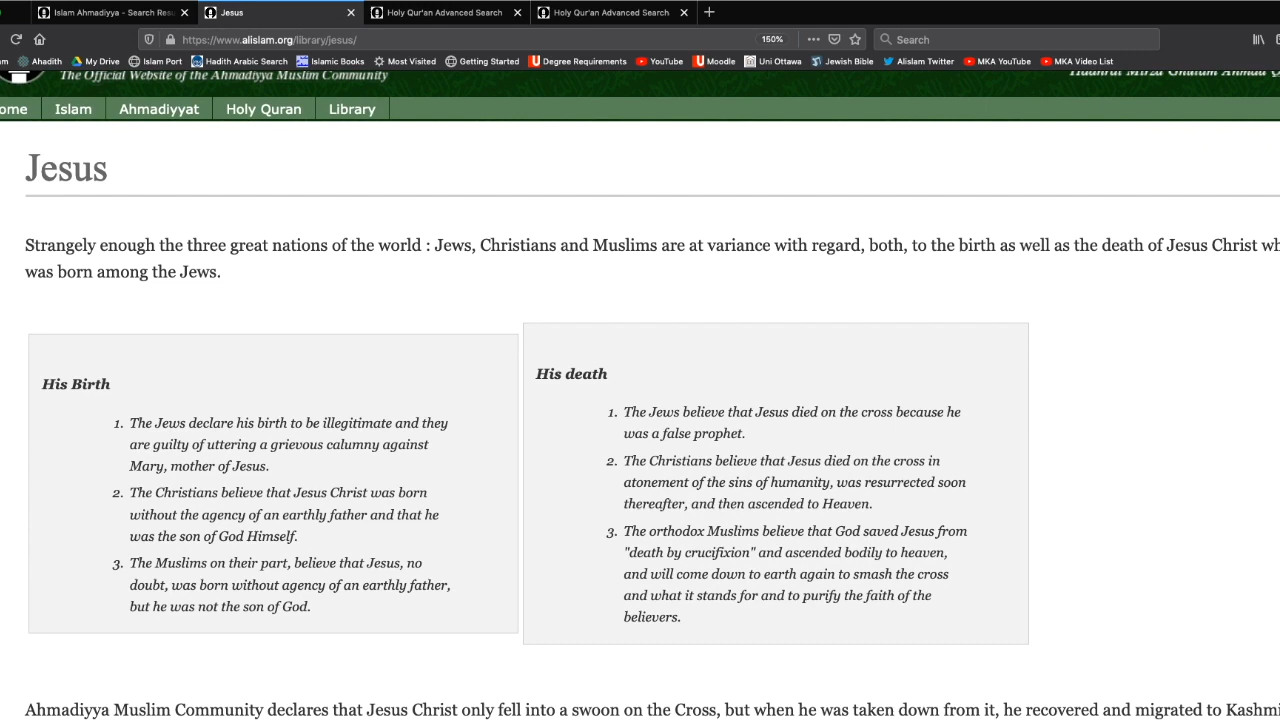 Islam Ahmadiyya - Search Resu
Jesus
Holy Qur'an Advanced Search
Holy Qur'an Advanced Search
https://www.alislam.org/library/jesus/
150%
Search
Ahadith
My Drive
Islam Port
Hadith Arabic Search
Islamic Books
Most Visited
Getting Started
Degree Requirements
YouTube
Moodle
Uni Ottawa
Jewish Bible
Alislam Twitter
MKA YouTube
MKA Video List
The Official Website of the Ahmadiyya Muslim Community
ome
Islam
Ahmadiyyat
Holy Quran
Library
Jesus
Strangely enough the three great nations of the world : Jews, Christians and Muslims are at variance with regard, both, to the birth as well as the death of Jesus Christ wh
was born among the Jews.
His Birth
1. The Jews declare his birth to be illegitimate and they
are guilty of uttering a grievous calumny against
Mary, mother of Jesus.
2. The Christians believe that Jesus Christ was born
without the agency of an earthly father and that he
was the son of God Himself.
3. The Muslims on their part, believe that Jesus, no
doubt, was born without agency of an earthly father,
but he was not the son of God.
His death
1. The Jews believe that Jesus died on the cross because he
was a false prophet.
2. The Christians believe that Jesus died on the cross in
atonement of the sins of humanity, was resurrected soon
thereafter, and then ascended to Heaven.
3. The orthodox Muslims believe that God saved Jesus from
"death by crucifixion" and ascended bodily to heaven,
and will come down to earth again to smash the cross
and what it stands for and to purify the faith of the
believers.
Ahmadiyya Muslim Community declares that Jesus Christ only fell into a swoon on the Cross, but when he was taken down from it, he recovered and migrated to Kashmi